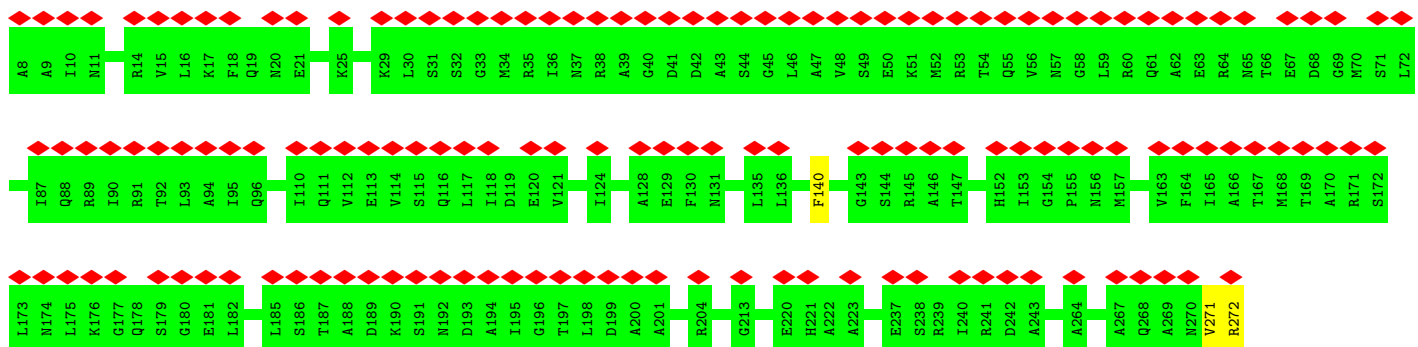 A8 A9 I10 N11 R14 V15 L16 K17 F18 Q19 N20 E21 K25 K29 L30 S31 S32 G33 M34 R35 I36 N37 R38 A39 G40 D41 D42 A43 S44 G45 L46 A47 V48 S49 E50 K51 M52 R53 T54 Q55 V56 N57 G58 L59 R60 Q61 A62 E63 R64 N65 T66 E67 D68 G69 M70 S71 L72
I87 Q88 R89 I90 R91 T92 L93 A94 I95 Q96 I110 Q111 V112 E113 V114 S115 Q116 L117 I118 D119 E120 V121 I124 A128 E129 F130 N131 L135 L136 F140 G143 S144 R145 A146 T147 H152 I153 G154 P155 N156 M157 V163 F164 I165 A166 T167 M168 T169 A170 R171 S172
L173 N174 L175 K176 G177 Q178 S179 G180 E181 L182 L185 S186 T187 A188 D189 K190 S191 N192 D193 A194 I195 G196 T197 L198 D199 A200 A201 R204 G213 E220 H221 A222 A223 E237 S238 R239 I240 R241 D242 A243 A264 A267 Q268 A269 N270 V271 R272